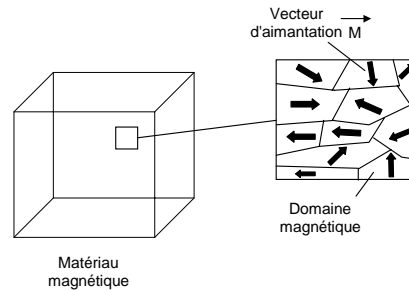 Vecteur
d'aimantation M
Domaine
magnétique
Matériau
magnétique